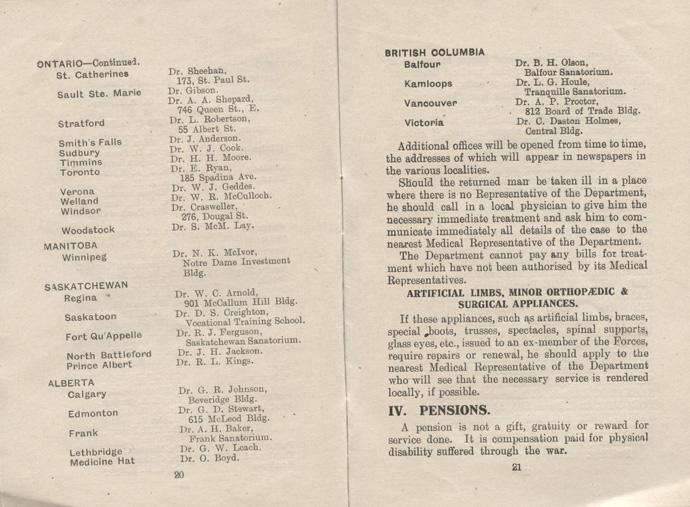 ONTARIO—Continued.
St. Catherines Dr. Sheehan,
173, St. Paul St.
Sault Ste. Marie Dr. Gibson.
Dr. A. A. Shepard,
746 Queen St., E.
Stratford Dr. L. Robertson,
55 Albert St.
Smith's Falls Dr. J. Anderson.
Sudbury Dr. W. J. Cook.
Timmins Dr. H. H. Moore.
Toronto Dr. E. Ryan,
185 Spadina Ave.
Verona Dr. W. J. Geddes.
Welland Dr. W. R. McCulloch.
Windsor Dr. Crasweller,
276, Dougal St.
Woodstock Dr. S. McM. Lay.
MANITOBA
Winnipeg Dr. N. K. McIvor,
Notre Dame Investment
Bldg.
SASKATCHEWAN
Regina Dr. W. C. Arnold,
901 McCallum Hill Bldg.
Saskatoon Dr. D. S. Creighton,
Vocational Training School.
Fort Qu'Appelle Dr. R. J. Ferguson,
Saskatchewan Sanatorium.
North Battleford Dr. J. H. Jackson.
Prince Albert Dr. R. L. Kings.
ALBERTA
Calgary Dr. G. R. Johnson,
Beveridge Bldg.
Edmonton Dr. G. D. Stewart,
615 McLeod Bldg.
Frank Dr. A. H. Baker,
Frank Sanatorium.
Lethbridge Dr. G. W. Leach.
Medicine Hat Dr. O. Boyd.
20
BRITISH COLUMBIA
Balfour Dr. B. H. Olson,
Balfour Sanatorium.
Kamloops Dr. L. G. Houle,
Tranquille Sanatorium.
Vancouver Dr. A. P. Proctor,
812 Board of Trade Bldg.
Victoria Dr. C. Daston Holmes,
Central Bldg.
Additional offices will be opened from time to time,
the addresses of which will appear in newspapers in
the various localities.
Should the returned man be taken ill in a place
where there is no Representative of the Department,
he should call in a local physician to give him the
necessary immediate treatment and ask him to com-
municate immediately all details of the case to the
nearest Medical Representative of the Department.
The Department cannot pay any bills for treat-
ment which have not been authorised by its Medical
Representatives.
ARTIFICIAL LIMBS, MINOR ORTHOPÆDIC &
SURGICAL APPLIANCES.
If these appliances, such as artificial limbs, braces,
special boots, trusses, spectacles, spinal supports,
glass eyes, etc., issued to an ex-member of the Forces,
require repairs or renewal, he should apply to the
nearest Medical Representative of the Department
who will see that the necessary service is rendered
locally, if possible.
IV. PENSIONS.
A pension is not a gift, gratuity or reward for
service done. It is compensation paid for physical
disability suffered through the war.
21